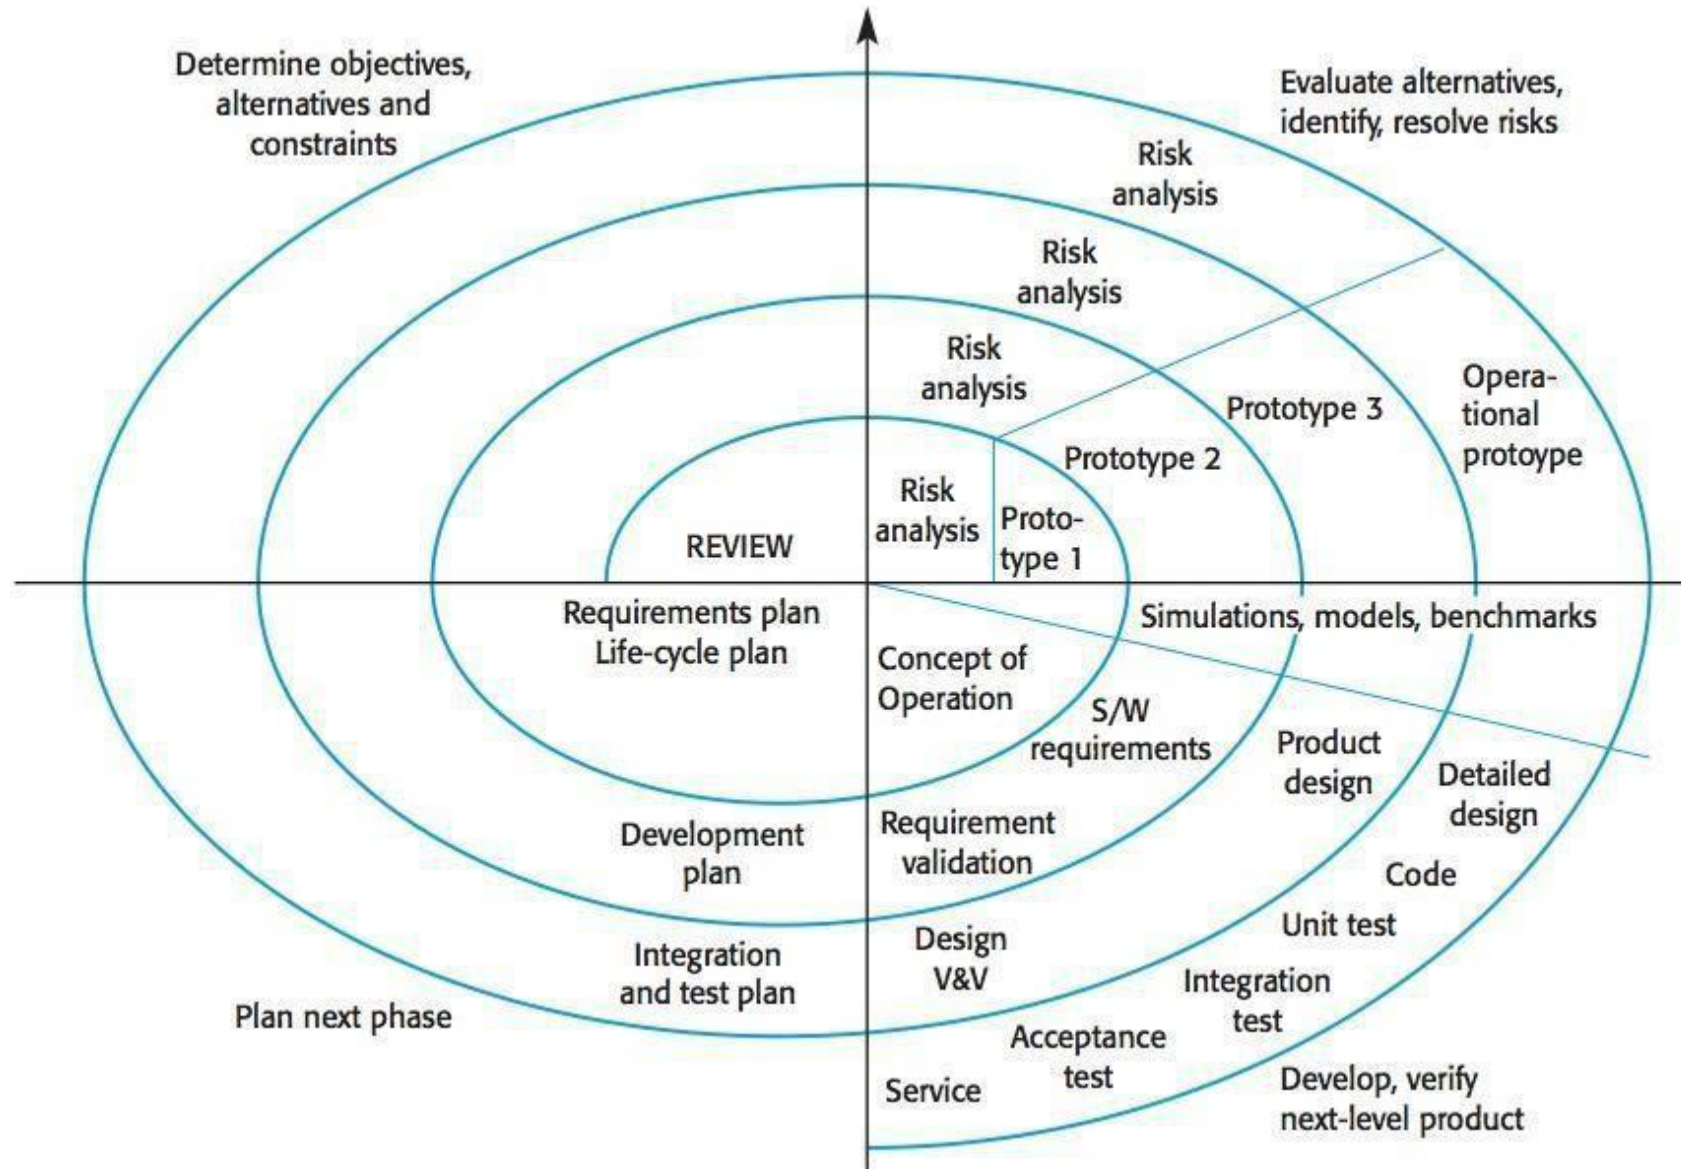 Determine objectives,
alternatives and
constraints
Evaluate alternatives,
identify, resolve risks
Risk
analysis
Risk
analysis
Risk
analysis
Risk
analysis
Opera-
tional
protoype
Prototype 3
Prototype 2
Proto-
type 1
REVIEW
Requirements plan
Life-cycle plan
Simulations, models, benchmarks
Concept of
Operation
S/W
requirements
Product
design
Detailed
design
Development
plan
Requirement
validation
Code
Unit test
Integration
and test plan
Design
V&V
Integration
test
Plan next phase
Acceptance
test
Service
Develop, verify
next-level product